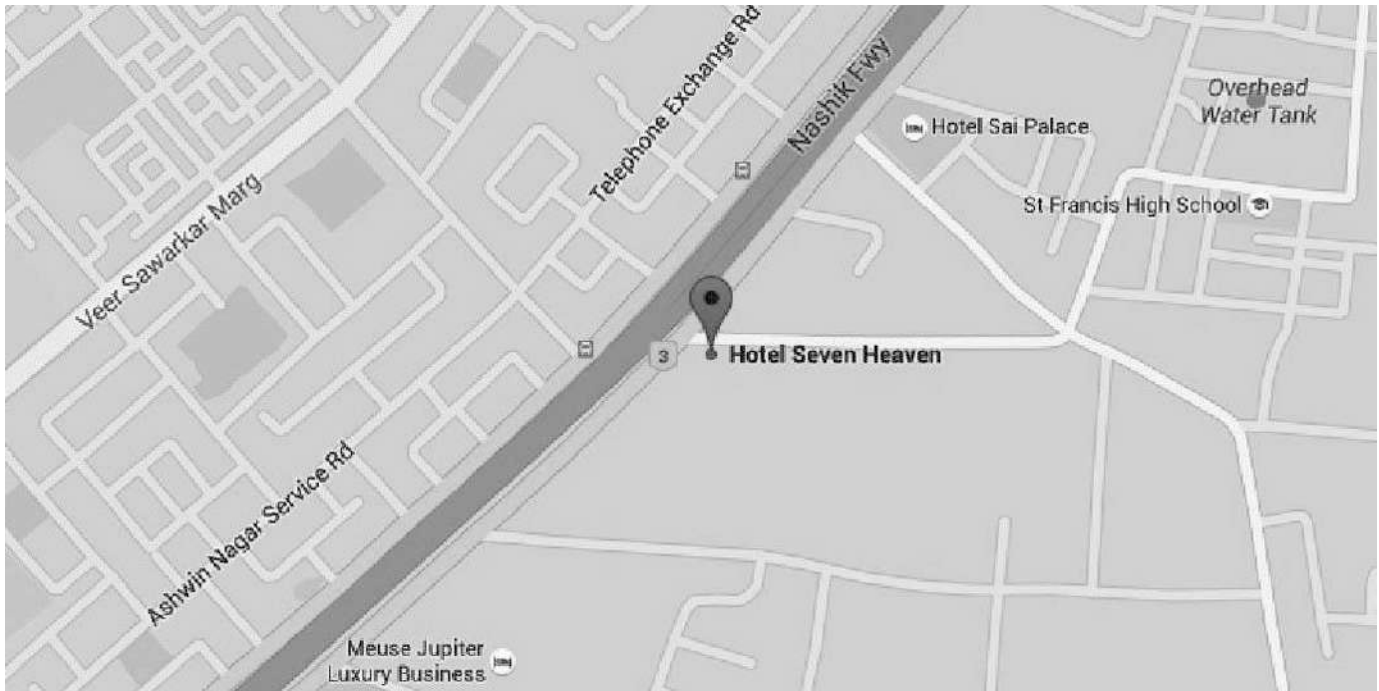 Telephone Exchange Rd
Nashik Fwy
Overhead
Water Tank
Hotel Sai Palace
Veer Sawarkar Marg
St Francis High School
3
Hotel Seven Heaven
Ashwin Nagar Service Rd
Meuse Jupiter
Luxury Business